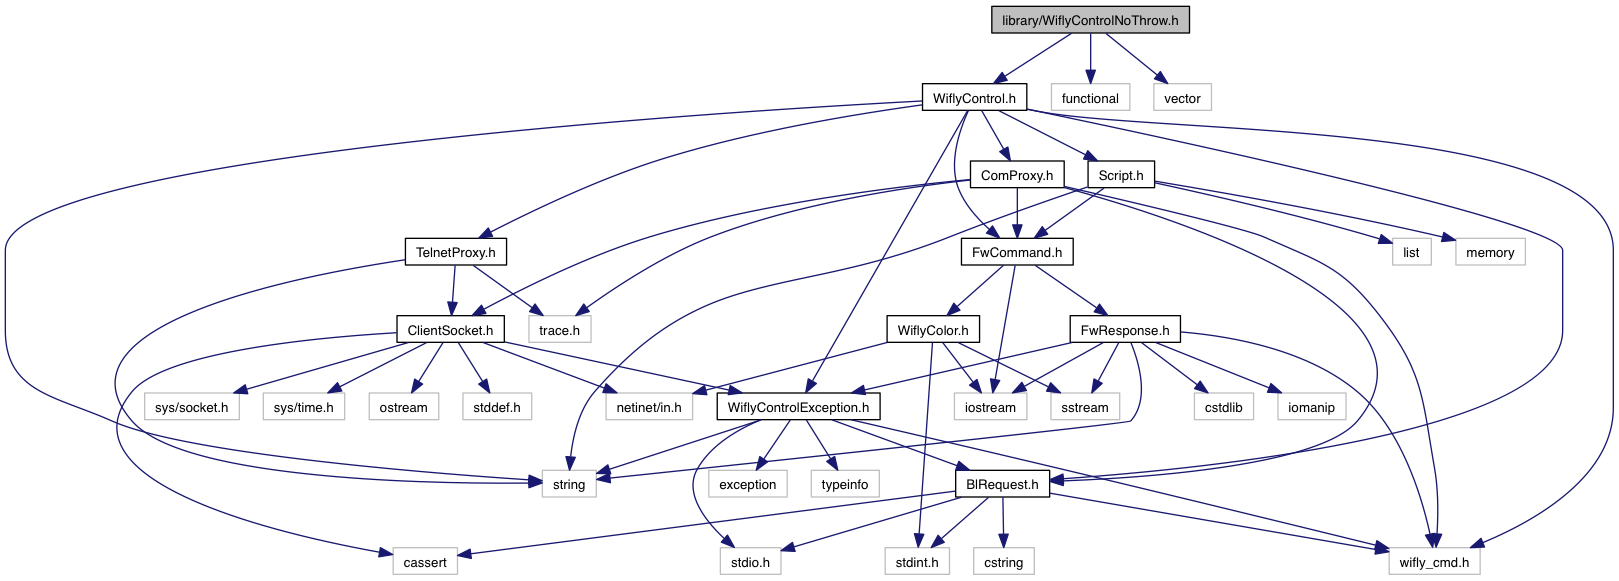 library/WiflyControlNoThrow.h
WiflyControl.h
functional
vector
ComProxy.h
Script.h
TelnetProxy.h
FwCommand.h
list
memory
ClientSocket.h
trace.h
WiflyColor.h
FwResponse.h
sys/socket.h
sys/time.h
ostream
stddef.h
netinet/in.h
WiflyControlException.h
iostream
sstream
cstdlib
iomanip
string
exception
typeinfo
BlRequest.h
cassert
stdio.h
stdint.h
cstring
wifly_cmd.h